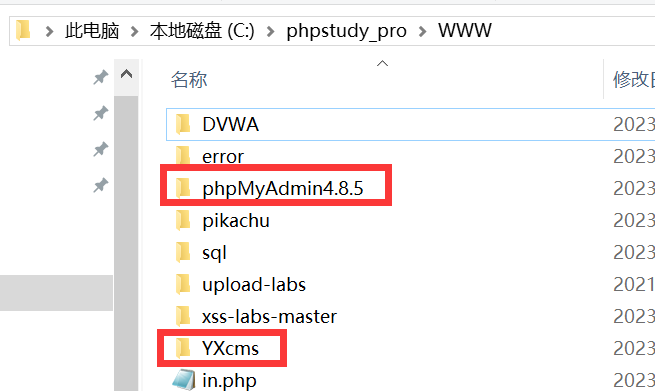 此电脑 > 本地磁盘 (C:) > phpstudy_pro > WWW
名称 修改日
DVWA 2023
error 2023
phpMyAdmin4.8.5 2023
pikachu 2023
sql 2023
upload-labs 2021
xss-labs-master 2023
YXcms 2023
in.php 2023